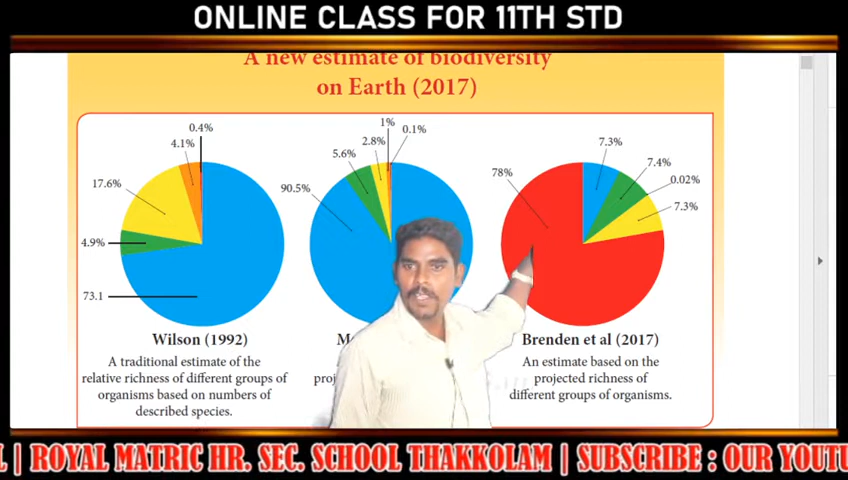 ONLINE CLASS FOR 11TH STD
A new estimate of biodiversity
on Earth (2017)
0.4%
4.1%
17.6%
4.9%
73.1
Wilson (1992)
A traditional estimate of the
relative richness of different groups of
organisms based on numbers of
described species.
1%
0.1%
2.8%
5.6%
90.5%
7.3%
7.4%
0.02%
7.3%
78%
Brenden et al (2017)
An estimate based on the
projected richness of
different groups of organisms.
| ROYAL MATRIC HR. SEC. SCHOOL THAKKOLAM | SUBSCRIBE : OUR